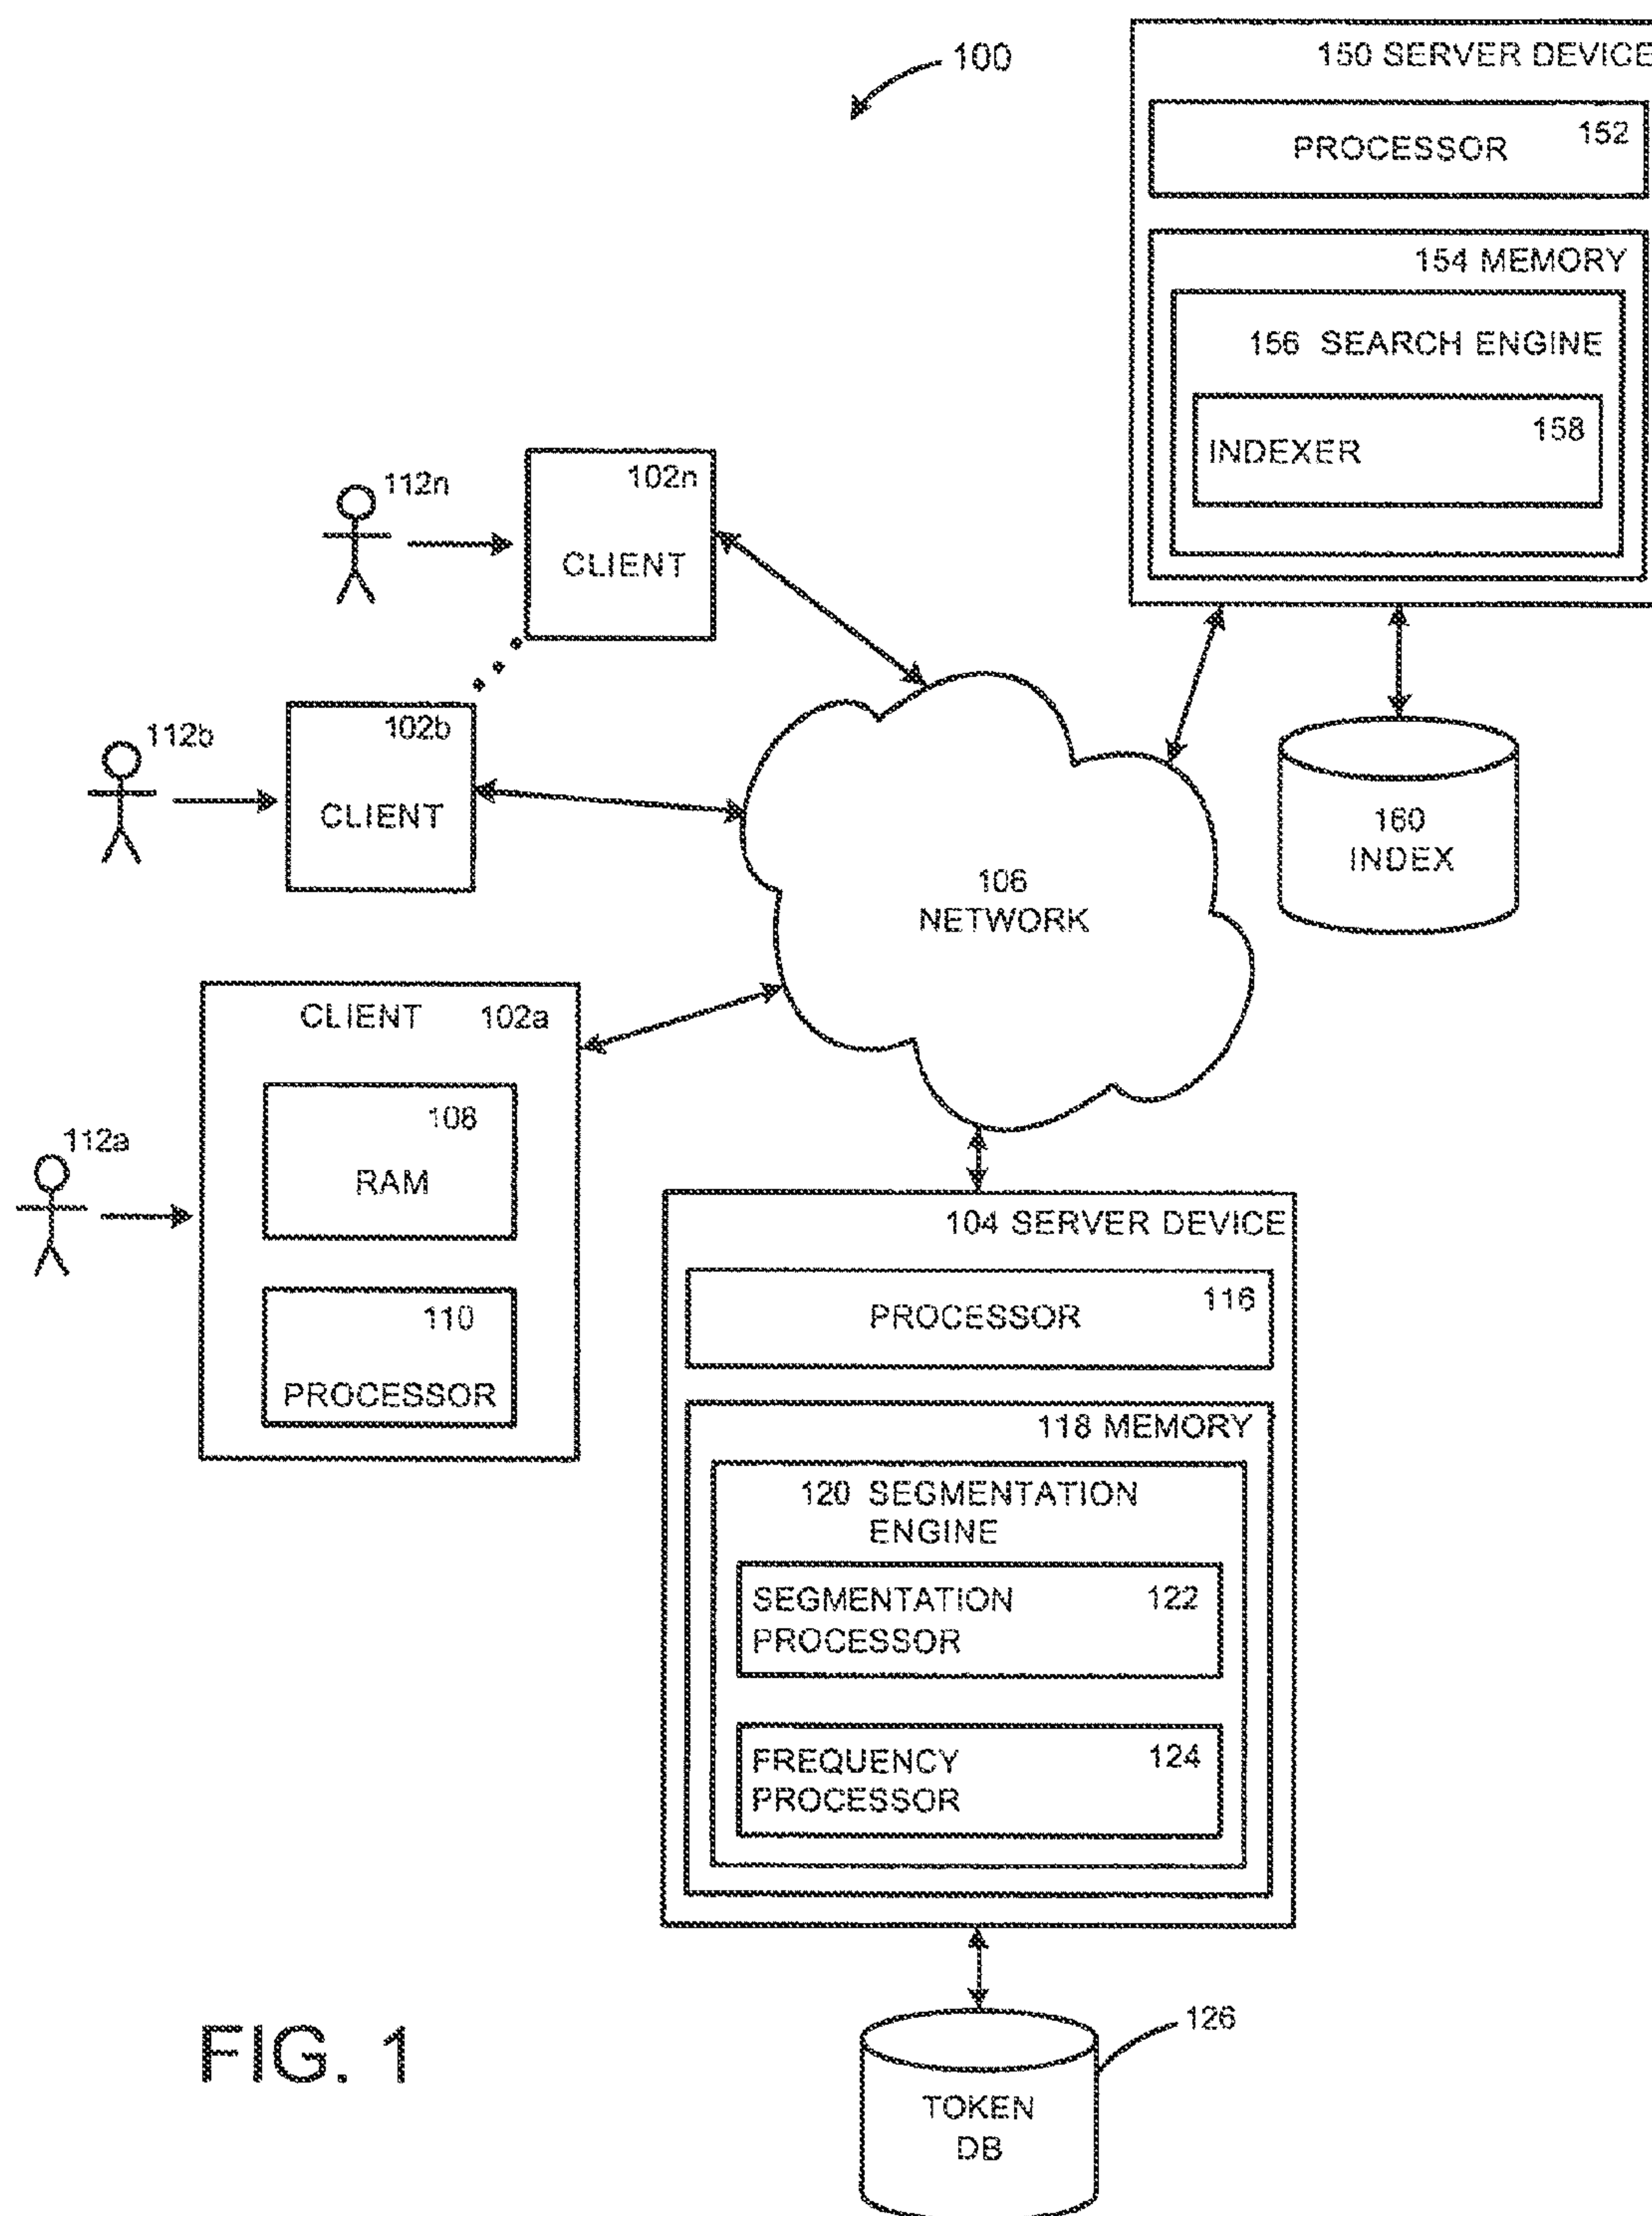 100
150 SERVER DEVICE
152
PROCESSOR
154 MEMORY
156 SEARCH ENGINE
158
INDEXER
112n
102n
CLIENT
112b
102b
CLIENT
160
INDEX
106
NETWORK
CLIENT 102a
108
RAM
112a
110
PROCESSOR
104 SERVER DEVICE
116
PROCESSOR
118 MEMORY
120 SEGMENTATION
ENGINE
SEGMENTATION 122
PROCESSOR
FREQUENCY 124
PROCESSOR
126
TOKEN
DB
FIG. 1